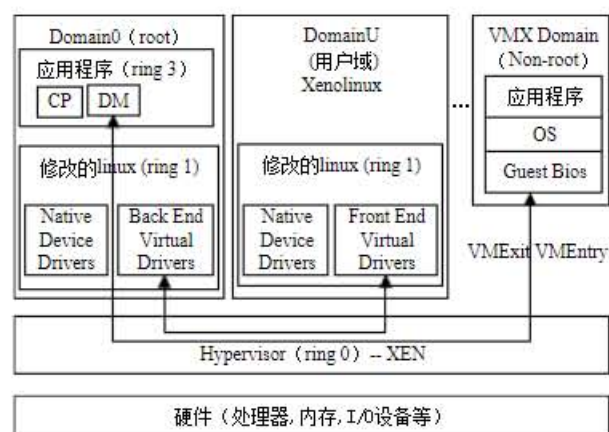 Domain0（root）
应用程序（ring 3）
CP
DM
修改的linux (ring 1)
Native
Device
Drivers
Back End
Virtual
Drivers
DomainU
(用户域)
Xenolinux
修改的linux (ring 1)
Native
Device
Drivers
Front End
Virtual
Drivers
...
VMX Domain
(Non-root)
应用程序
OS
Guest Bios
VMExit VMEntry
Hypervisor（ring 0）-- XEN
硬件（处理器, 内存, I/O设备等）